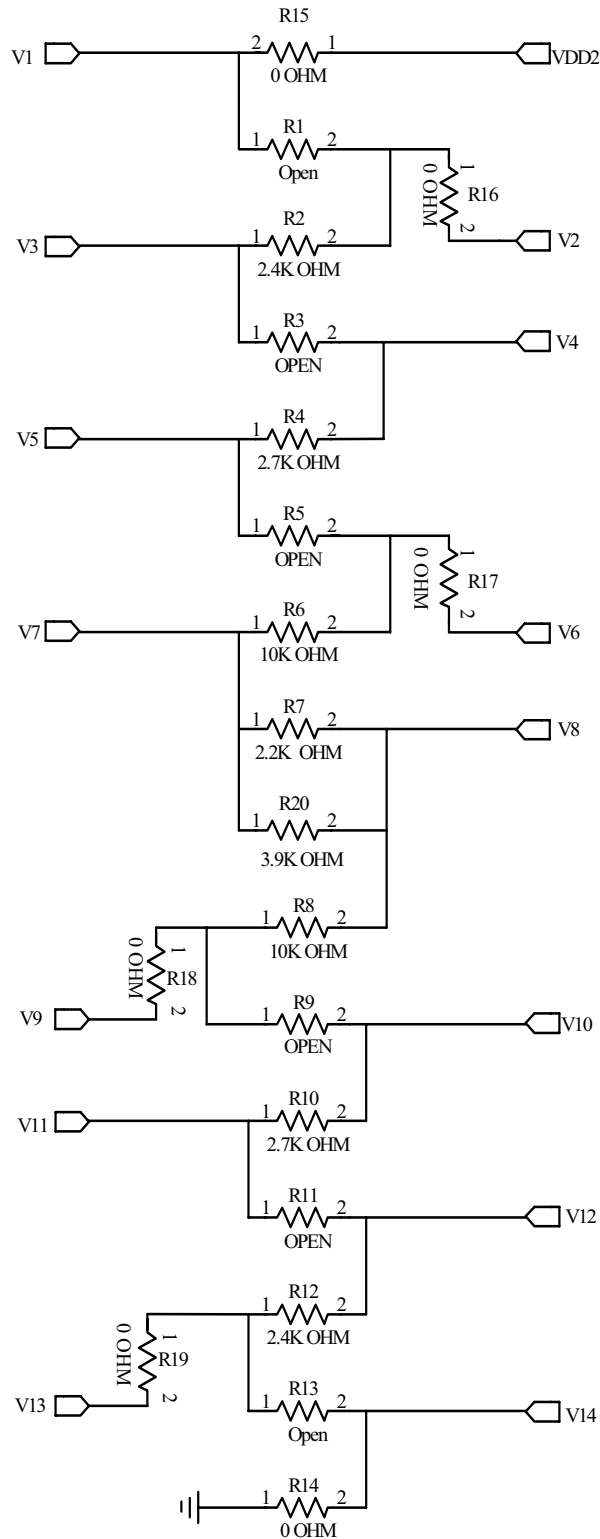 R15
V1 2 1 VDD2
0 OHM
1 R1 2
Open
1
0 OHM
R16
2
V3 1 R2 2 V2
2.4K OHM
1 R3 2 V4
OPEN
V5 1 R4 2
2.7K OHM
1 R5 2
OPEN
1
0 OHM
R17
2
V7 1 R6 2 V6
10K OHM
1 R7 2 V8
2.2K OHM
R20
1 2
3.9K OHM
1 R8 2
10K OHM
1
0 OHM
R18
2
V9 1 R9 2 V10
OPEN
V11 1 R10 2
2.7K OHM
1 R11 2 V12
OPEN
1 R12 2
2.4K OHM
1
0 OHM
R19
2
V13 1 R13 2 V14
Open
1 R14 2
0 OHM